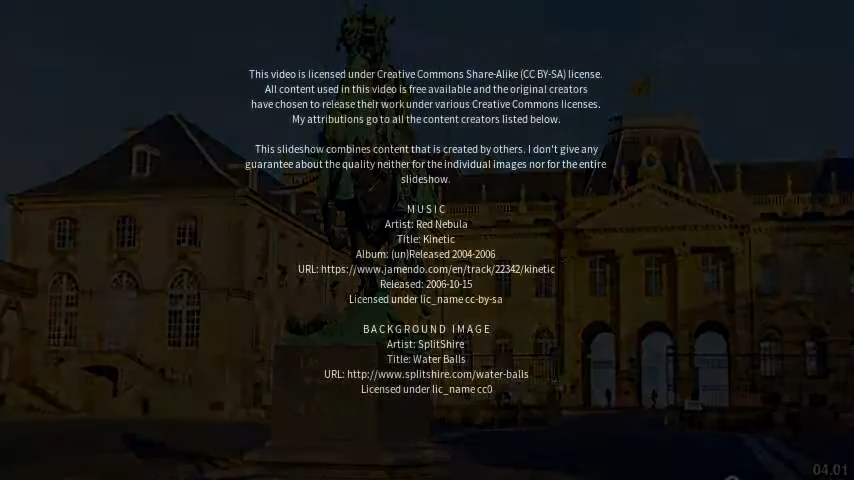 This video is licensed under Creative Commons Share-Alike (CC BY-SA) license.
All content used in this video is free available and the original creators
have chosen to release their work under various Creative Commons licenses.
My attributions go to all the content creators listed below.
This slideshow combines content that is created by others. I don't give any
guarantee about the quality neither for the individual images nor for the entire
slideshow.
MUSIC
Artist: Red Nebula
Title: Kinetic
Album: (un)Released 2004-2006
URL: https://www.jamendo.com/en/track/22342/kinetic
Released: 2006-10-15
Licensed under lic_name cc-by-sa
BACKGROUND IMAGE
Artist: SplitShire
Title: Water Balls
URL: http://www.splitshire.com/water-balls
Licensed under lic_name cc0
04.01